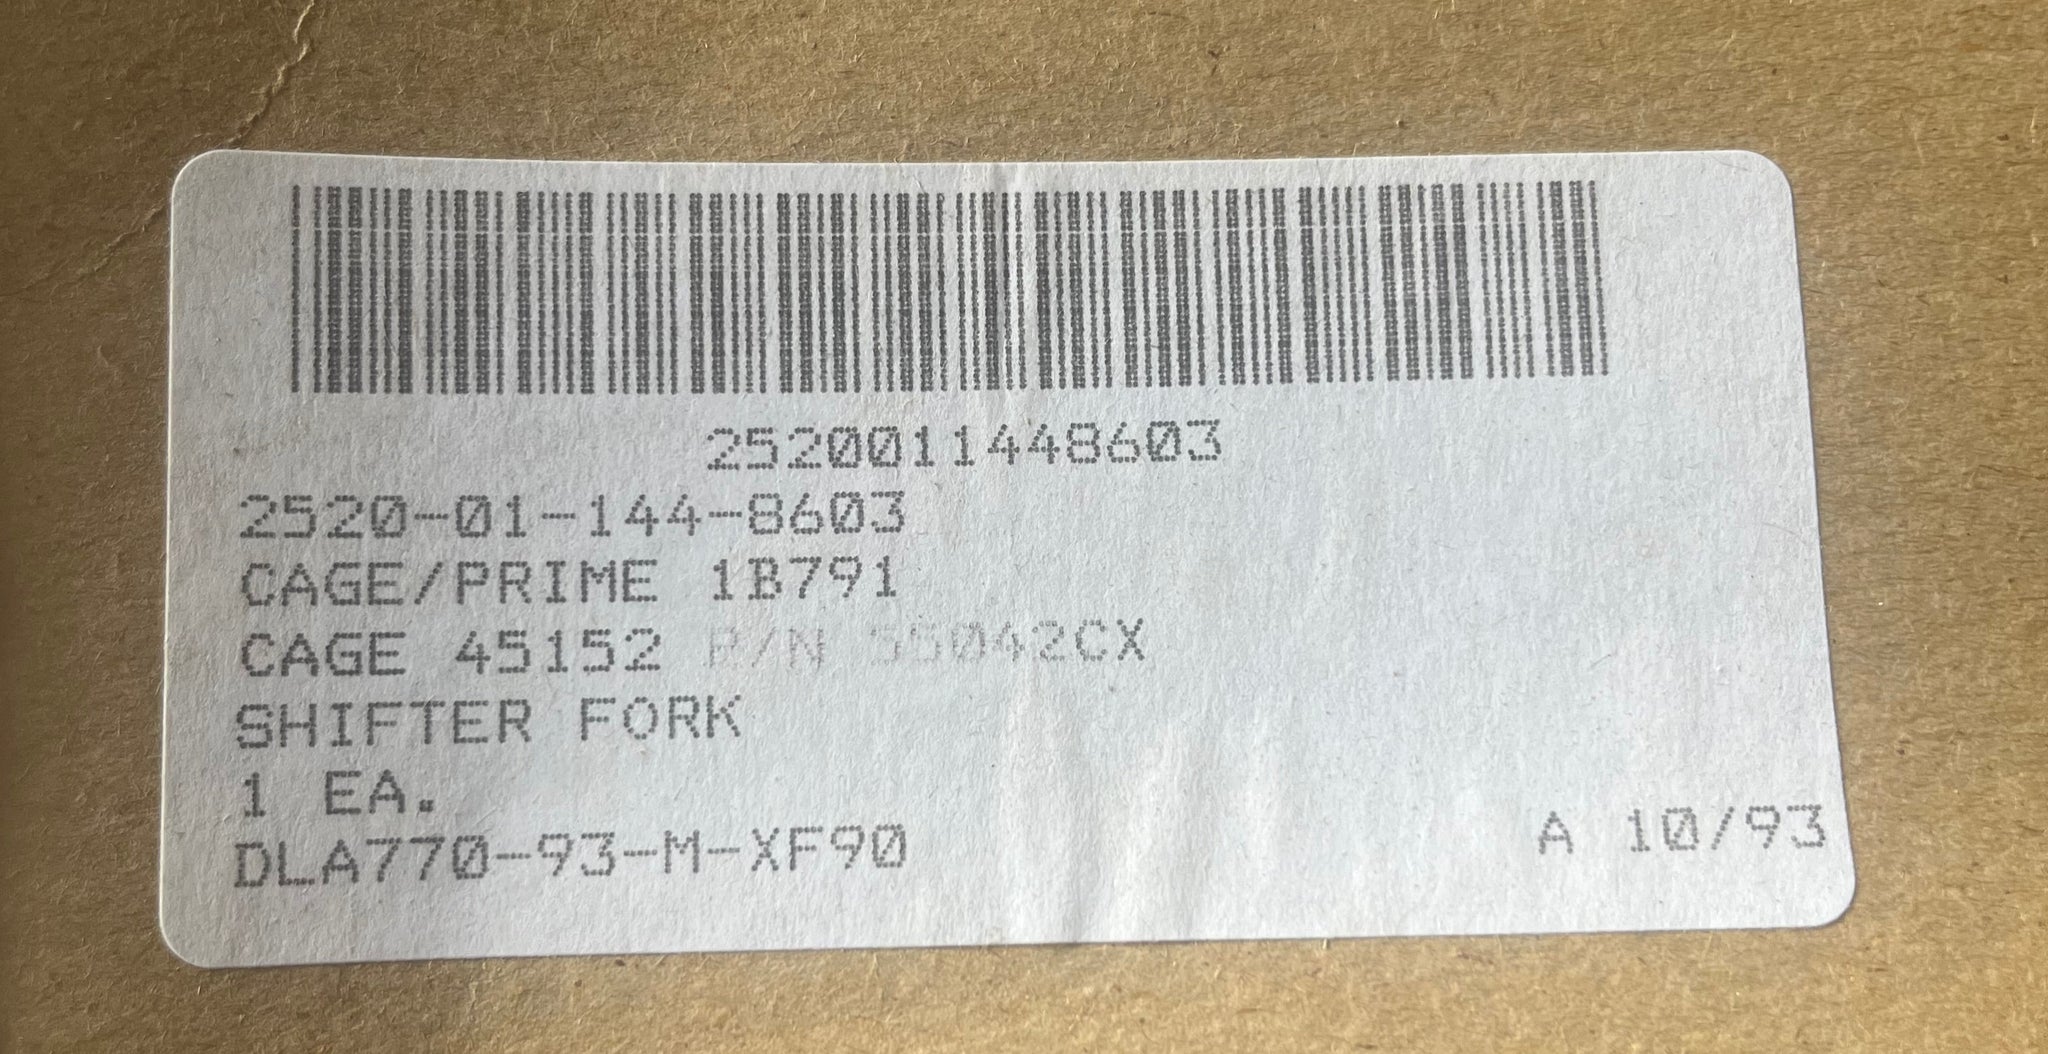 2520011448603
2520-01-144-8603
CAGE/PRIME 1B791
CAGE 45152 P/N 55042CX
SHIFTER FORK
1 EA.
DLA770-93-M-XF90
A 10/93